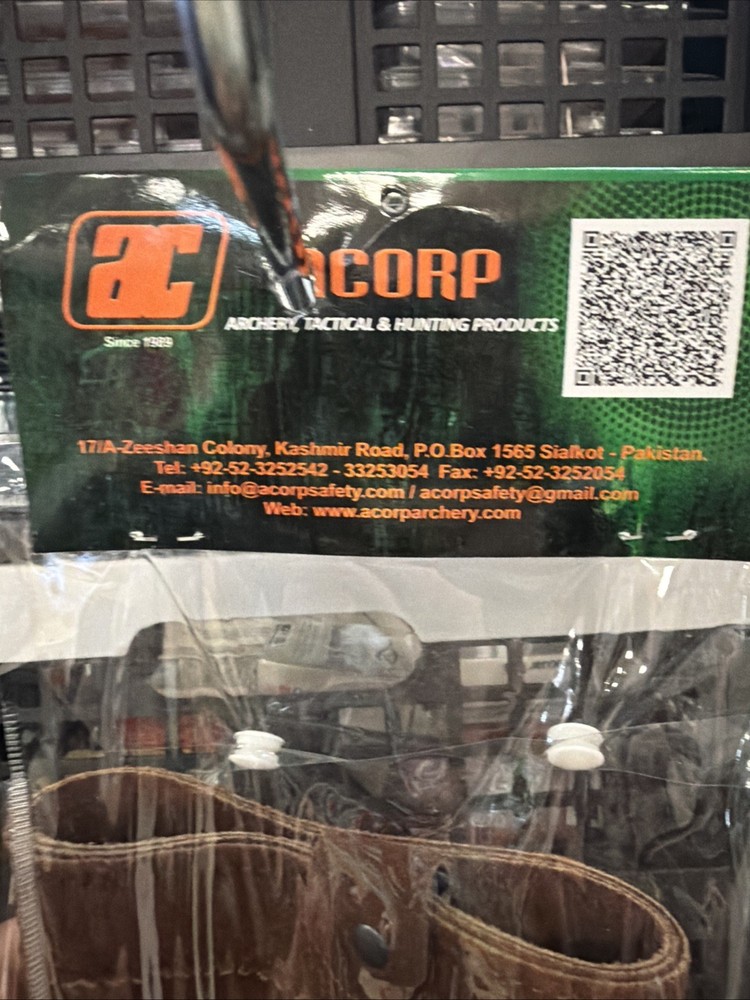 ac
ACORP
ARCHERY, TACTICAL & HUNTING PRODUCTS
Since 1989
17/A-Zeeshan Colony, Kashmir Road, P.O.Box 1565 Sialkot - Pakistan.
Tel: +92-52-3252542 - 33253054 Fax: +92-52-3252054
E-mail: info@acorpsafety.com / acorpsafety@gmail.com
Web: www.acorparchery.com